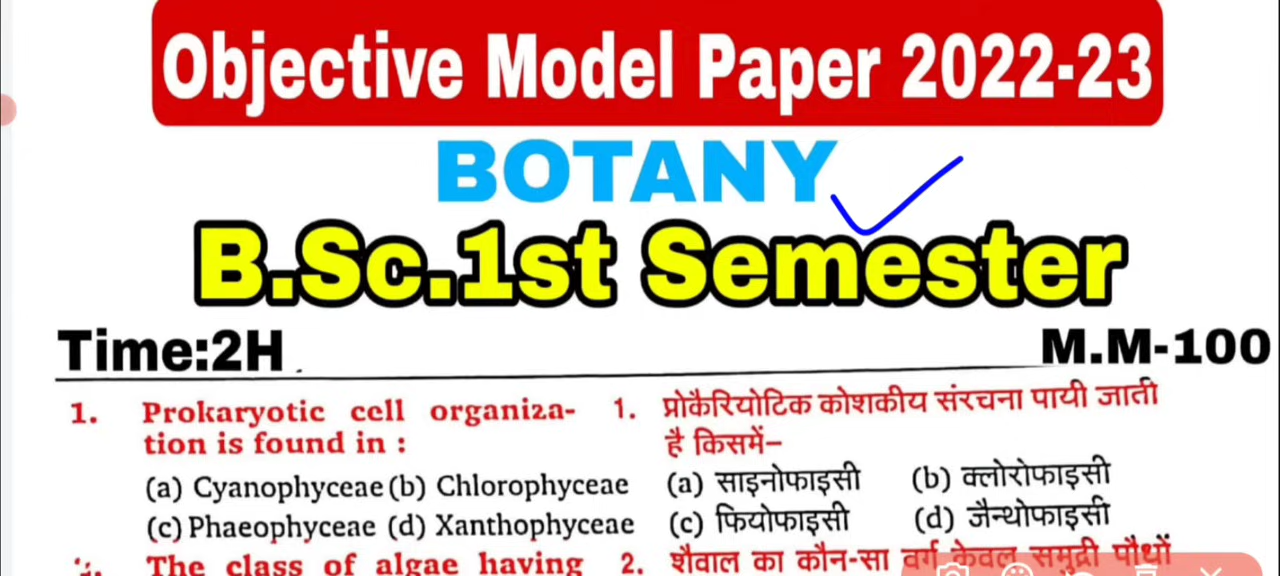 Objective Model Paper 2022-23
BOTANY
B.Sc.1st Semester
Time:2H
M.M-100
1. Prokaryotic cell organiza-
tion is found in :
(a) Cyanophyceae (b) Chlorophyceae
(c) Phaeophyceae (d) Xanthophyceae
The class of algae having
1. प्रोकैरियोटिक कोशकीय संरचना पायी जाती
है किसमें–
(a) साइनोफाइसी (b) क्लोरोफाइसी
(c) फियोफाइसी (d) जैन्थोफाइसी
2. शैवाल का कौन-सा वर्ग केवल समुद्री पौधों